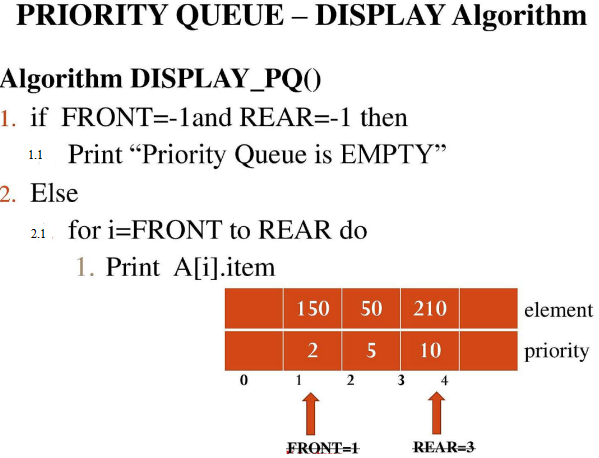 PRIORITY QUEUE – DISPLAY Algorithm
Algorithm DISPLAY_PQ()
1. if FRONT=-1and REAR=-1 then
1.1 Print “Priority Queue is EMPTY”
2. Else
2.1 for i=FRONT to REAR do
1. Print A[i].item
150 50 210 element
2 5 10 priority
0 1 2 3 4
FRONT=1 REAR=3